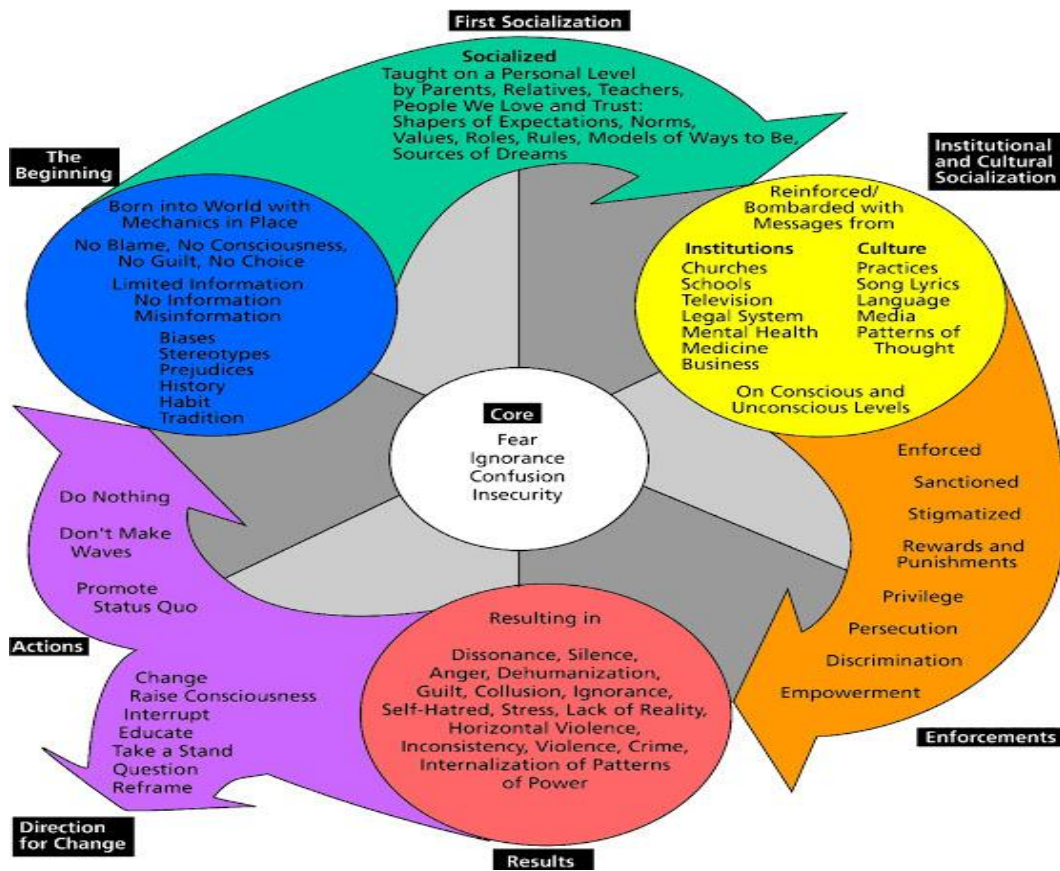 First Socialization
Socialized
Taught on a Personal Level
by Parents, Relatives, Teachers,
People We Love and Trust:
Shapers of Expectations, Norms,
Values, Roles, Rules, Models of Ways to Be,
Sources of Dreams
The
Beginning
Born into World with
Mechanics in Place
No Blame, No Consciousness,
No Guilt, No Choice
Limited Information
No Information
Misinformation
Biases
Stereotypes
Prejudices
History
Habit
Tradition
Institutional
and Cultural
Socialization
Reinforced/
Bombarded with
Messages from
Institutions
Churches
Schools
Television
Legal System
Mental Health
Medicine
Business
Culture
Practices
Song Lyrics
Language
Media
Patterns of
Thought
On Conscious and
Unconscious Levels
Core
Fear
Ignorance
Confusion
Insecurity
Enforced
Sanctioned
Stigmatized
Rewards and
Punishments
Privilege
Persecution
Discrimination
Empowerment
Enforcements
Resulting in
Dissonance, Silence,
Anger, Dehumanization,
Guilt, Collusion, Ignorance,
Self-Hatred, Stress, Lack of Reality,
Horizontal Violence,
Inconsistency, Violence, Crime,
Internalization of Patterns
of Power
Results
Do Nothing
Don't Make
Waves
Promote
Status Quo
Actions
Change
Raise Consciousness
Interrupt
Educate
Take a Stand
Question
Reframe
Direction
for Change